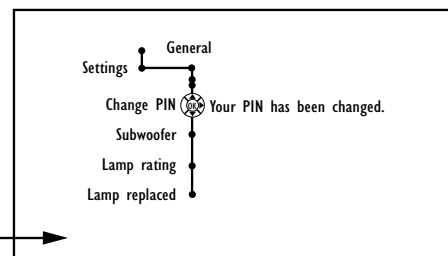 General
Settings
Change PIN OK Your PIN has been changed.
Subwoofer
Lamp rating
Lamp replaced